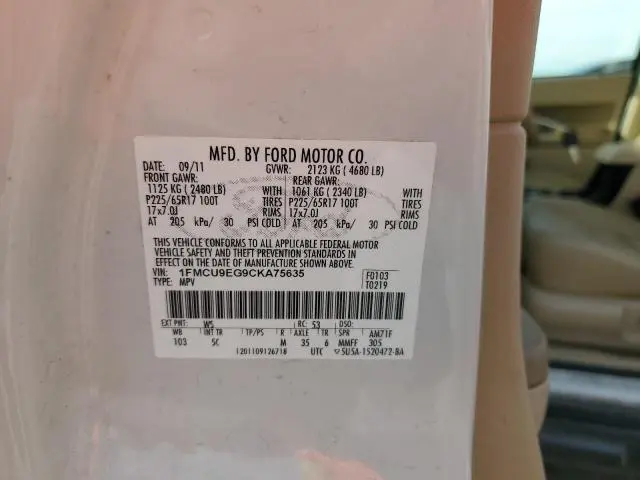 MFD. BY FORD MOTOR CO.
DATE: 09/11 GVWR: 2123 KG ( 4680 LB)
FRONT GAWR: REAR GAWR:
1125 KG ( 2480 LB) WITH 1061 KG ( 2340 LB) WITH
P225/65R17 100T TIRES P225/65R17 100T TIRES
17x7.0J RIMS 17x7.0J RIMS
AT 205 kPa/ 30 PSI COLD AT 205 kPa/ 30 PSI COLD
THIS VEHICLE CONFORMS TO ALL APPLICABLE FEDERAL MOTOR
VEHICLE SAFETY AND THEFT PREVENTION STANDARDS IN
EFFECT ON THE DATE OF MANUFACTURE SHOWN ABOVE.
VIN: 1FMCU9EG9CKA75635 F0103
TYPE: MPV T0219
EXT PNT: WS RC: 53 DSO:
WB INT TR TP/PS R AXLE TR SPR AM71F
103 5C M 35 6 MMFF 305
1201109126718 UTC 5U5A-1520472-BA